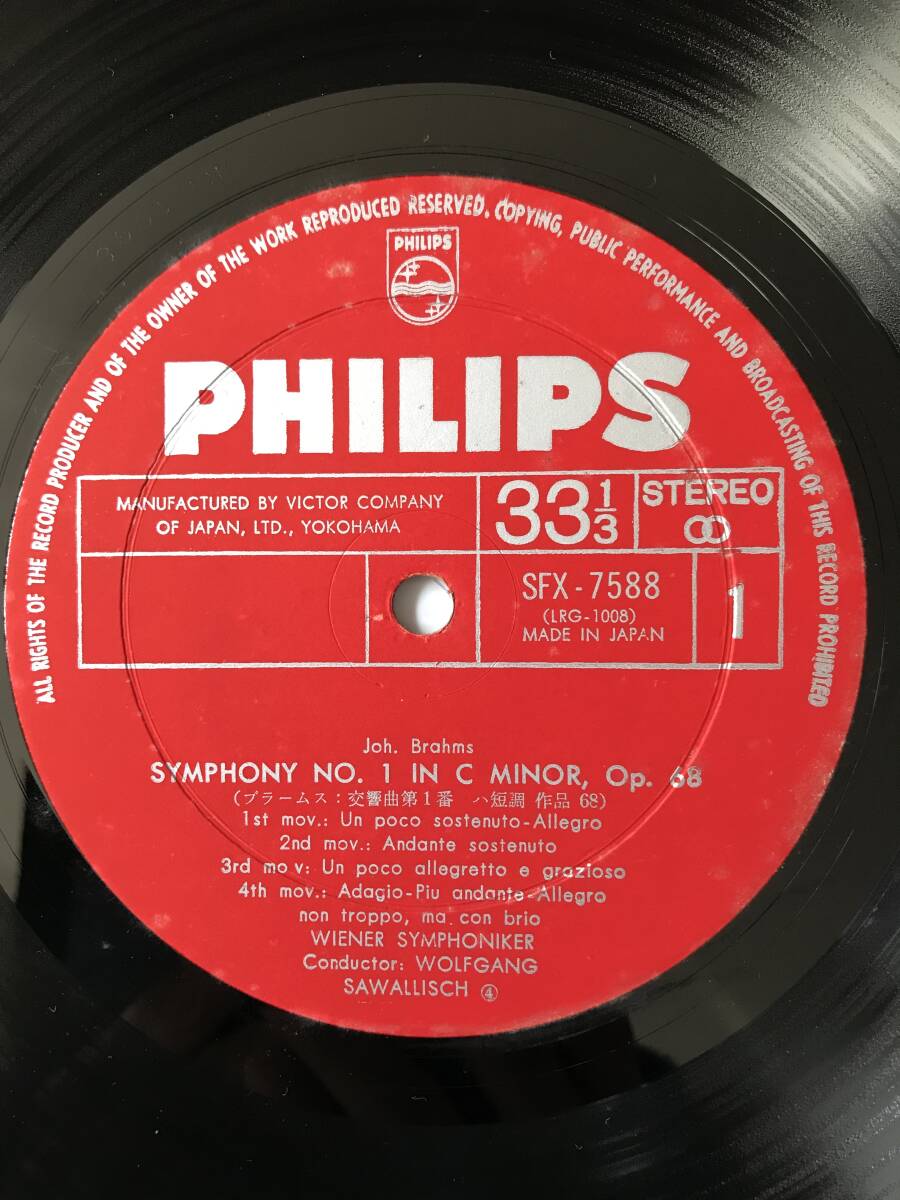 ALL RIGHTS OF THE RECORD PRODUCER AND OF THE OWNER OF THE WORK REPRODUCED RESERVED. COPYING, PUBLIC PERFORMANCE AND BROADCASTING OF THIS RECORD PROHIBITED
PHILIPS
PHILIPS
MANUFACTURED BY VICTOR COMPANY
OF JAPAN, LTD., YOKOHAMA
33 1/3
STEREO
SFX-7588
(LRG-1008)
MADE IN JAPAN
1
Joh. Brahms
SYMPHONY NO. 1 IN C MINOR, Op. 68
(ブラームス：交響曲第１番 ハ短調 作品 68)
1st mov.: Un poco sostenuto-Allegro
2nd mov.: Andante sostenuto
3rd mo v: Un poco allegretto e grazioso
4th mov.: Adagio-Piu andante-Allegro
non troppo, ma con brio
WIENER SYMPHONIKER
Conductor: WOLFGANG
SAWALLISCH ④